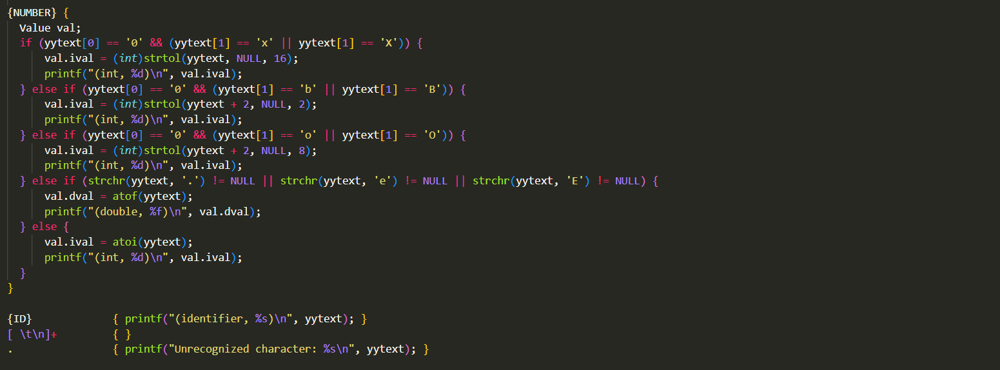 {NUMBER} {
  Value val;
  if (yytext[0] == '0' && (yytext[1] == 'x' || yytext[1] == 'X')) {
      val.ival = (int)strtol(yytext, NULL, 16);
      printf("(int, %d)\n", val.ival);
  } else if (yytext[0] == '0' && (yytext[1] == 'b' || yytext[1] == 'B')) {
      val.ival = (int)strtol(yytext + 2, NULL, 2);
      printf("(int, %d)\n", val.ival);
  } else if (yytext[0] == '0' && (yytext[1] == 'o' || yytext[1] == 'O')) {
      val.ival = (int)strtol(yytext + 2, NULL, 8);
      printf("(int, %d)\n", val.ival);
  } else if (strchr(yytext, '.') != NULL || strchr(yytext, 'e') != NULL || strchr(yytext, 'E') != NULL) {
      val.dval = atof(yytext);
      printf("(double, %f)\n", val.dval);
  } else {
      val.ival = atoi(yytext);
      printf("(int, %d)\n", val.ival);
  }
}

{ID}             { printf("(identifier, %s)\n", yytext); }
[ \t\n]+         { }
.                { printf("Unrecognized character: %s\n", yytext); }